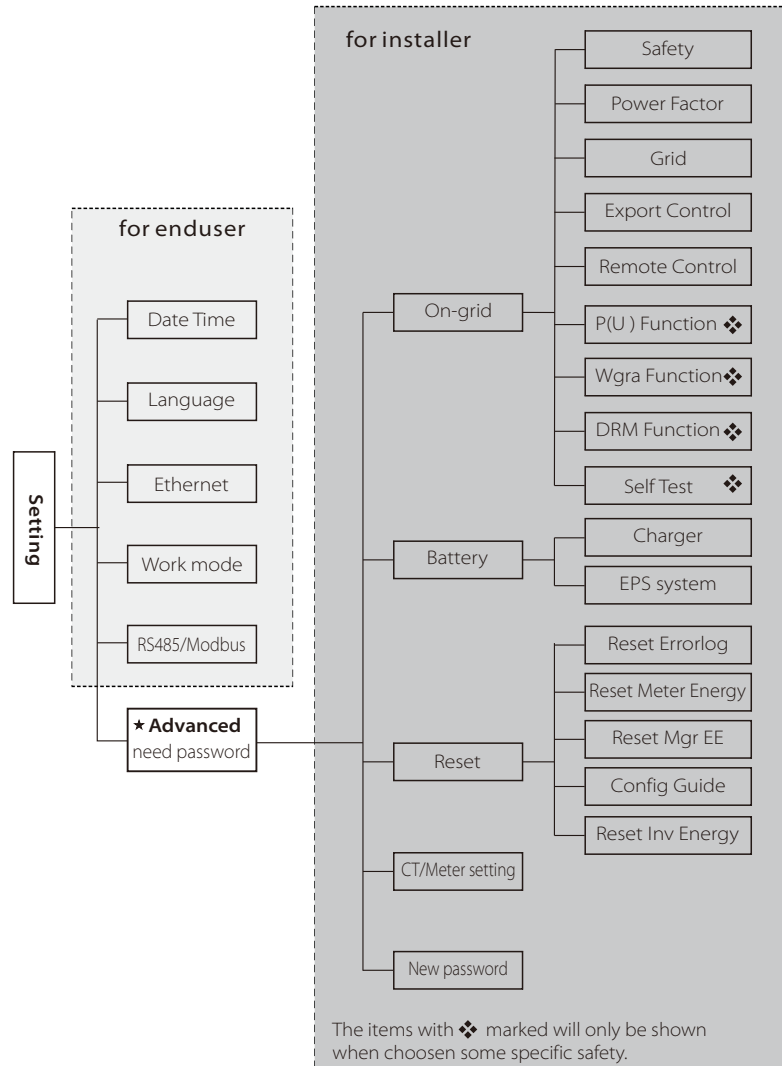 for installer
Safety
Power Factor
Grid
Export Control
Remote Control
P(U ) Function ❖
Wgra Function ❖
DRM Function ❖
Self Test ❖
On-grid
for enduser
Date Time
Language
Ethernet
Work mode
RS485/Modbus
Setting
★ Advanced
need password
Battery
Charger
EPS system
Reset
Reset Errorlog
Reset Meter Energy
Reset Mgr EE
Config Guide
Reset Inv Energy
CT/Meter setting
New password
The items with ❖ marked will only be shown
when choosen some specific safety.